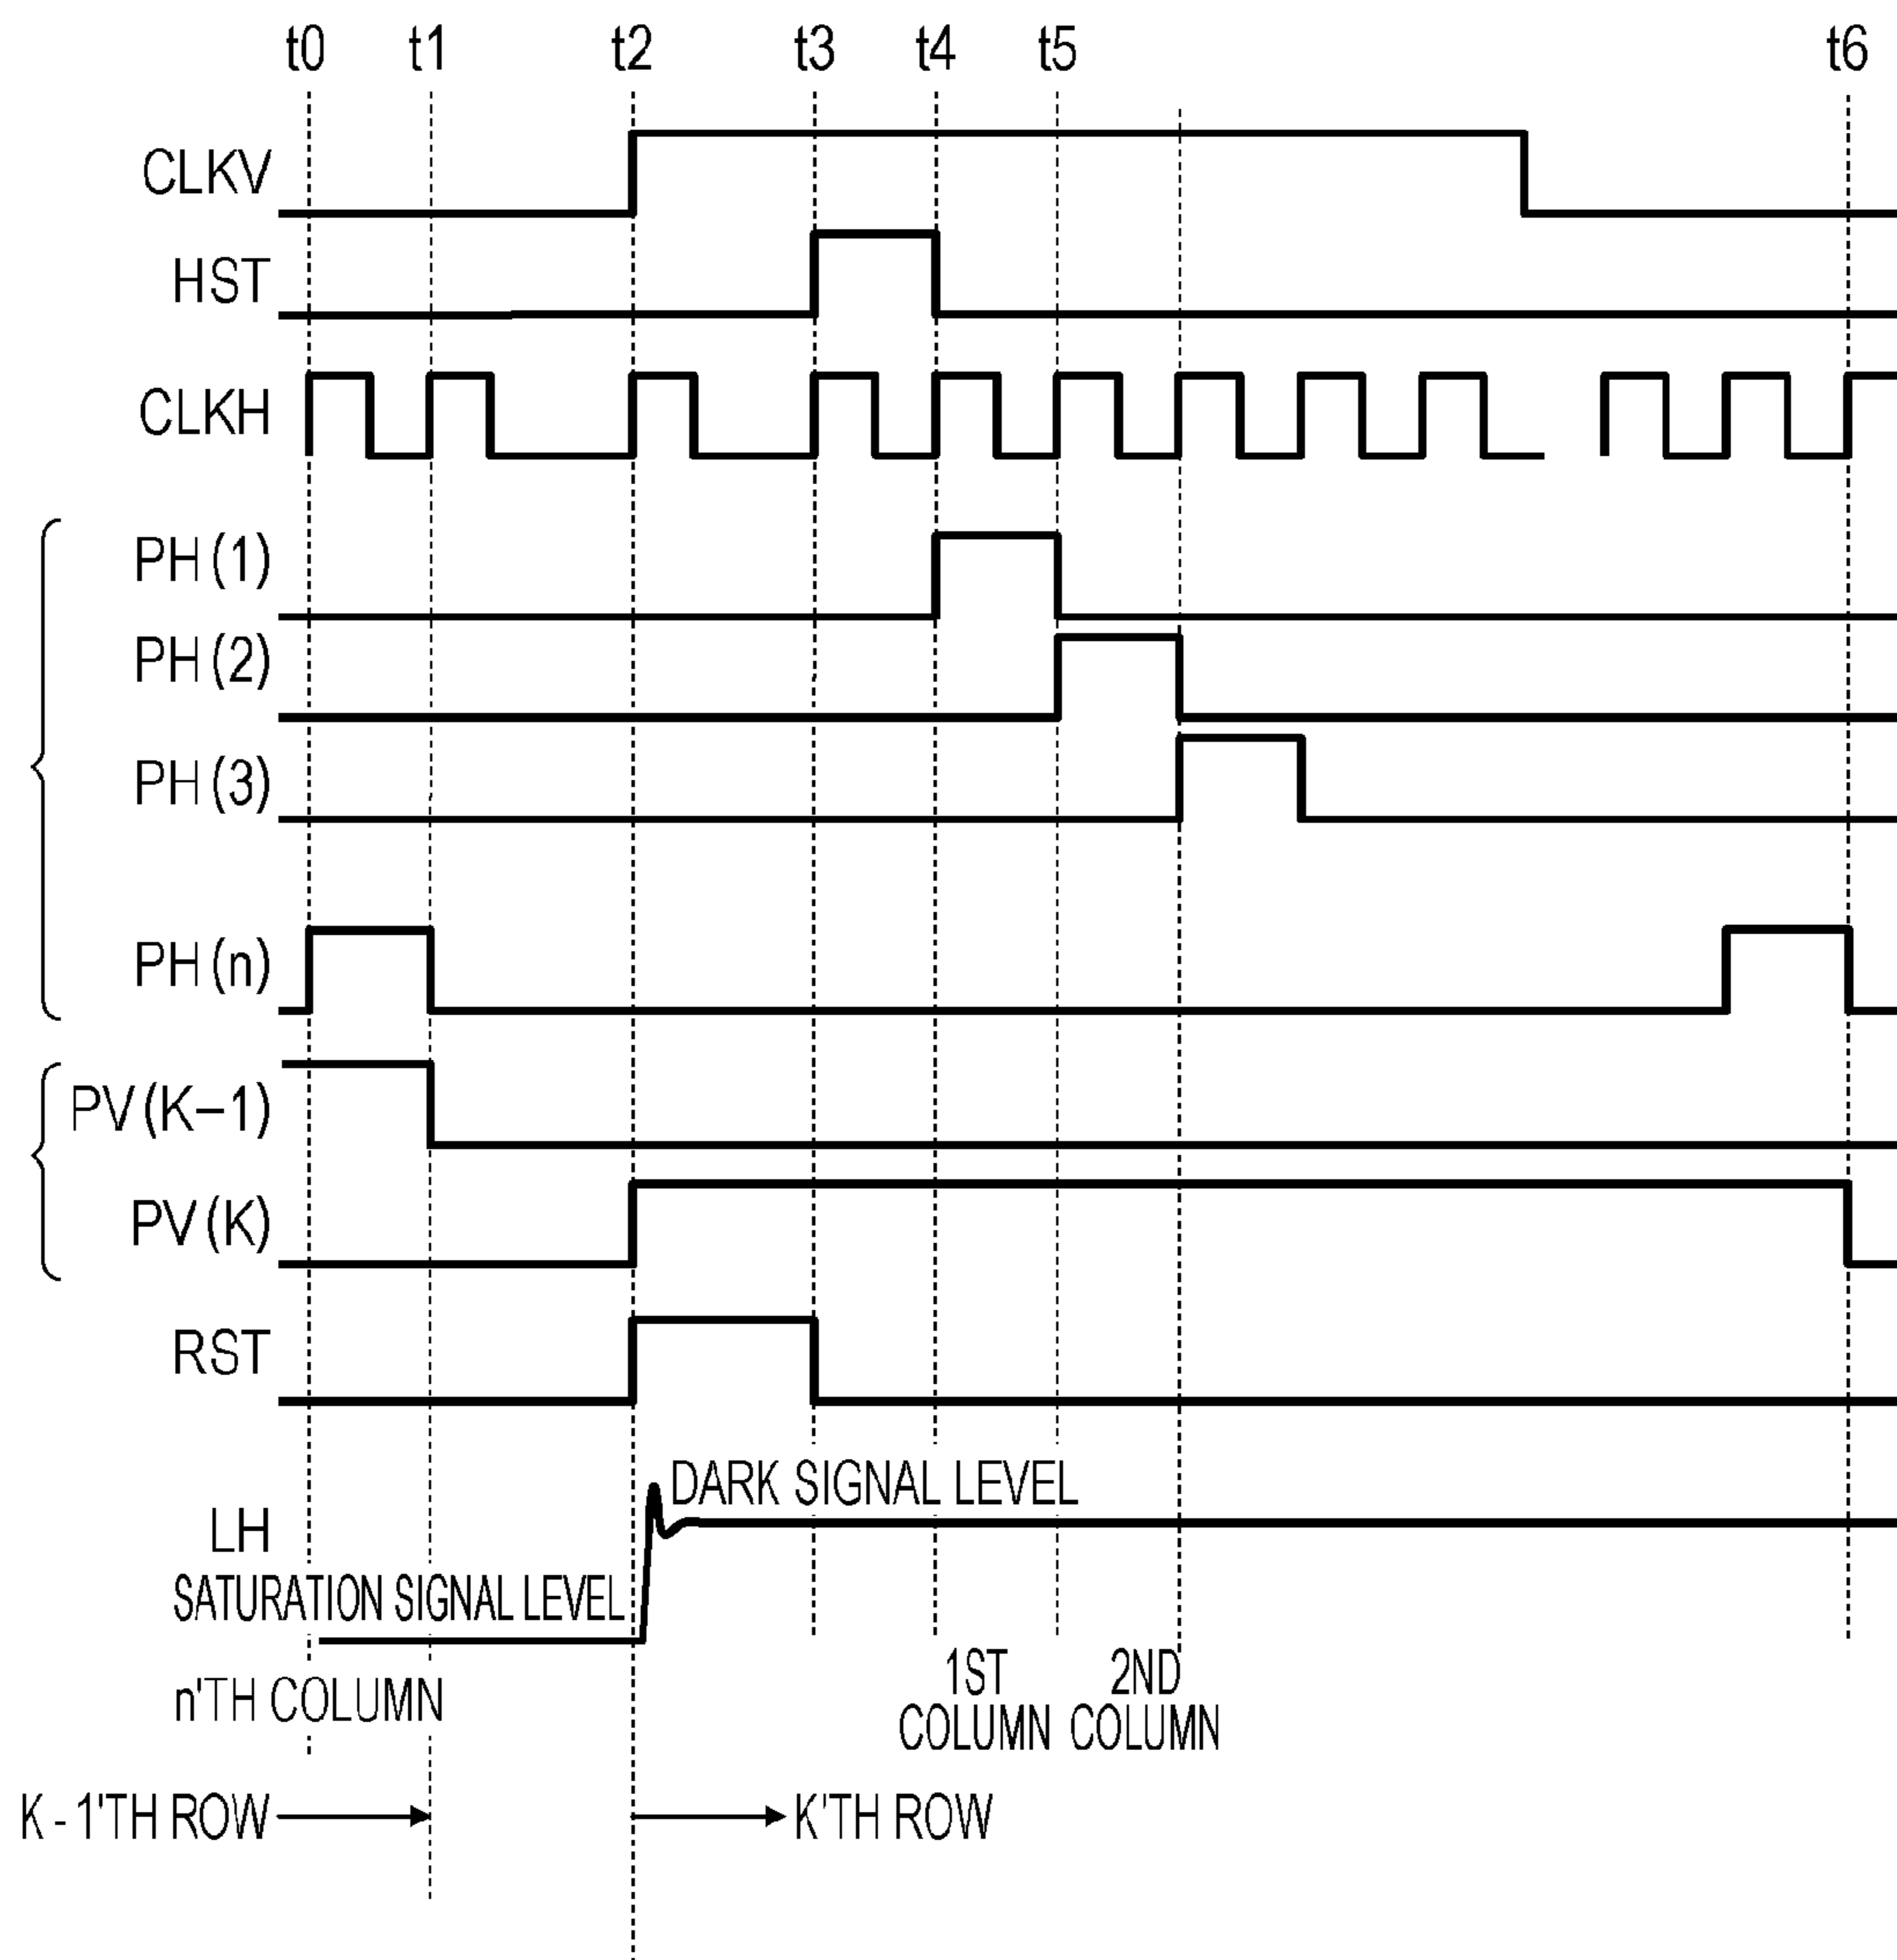 t0 t1 t2 t3 t4 t5 t6
CLKV
HST
CLKH
PH(1)
PH(2)
PH(3)
PH(n)
PV(K-1)
PV(K)
RST
DARK SIGNAL LEVEL
LH
SATURATION SIGNAL LEVEL
n'TH COLUMN
1ST COLUMN
2ND COLUMN
K-1'TH ROW
K'TH ROW